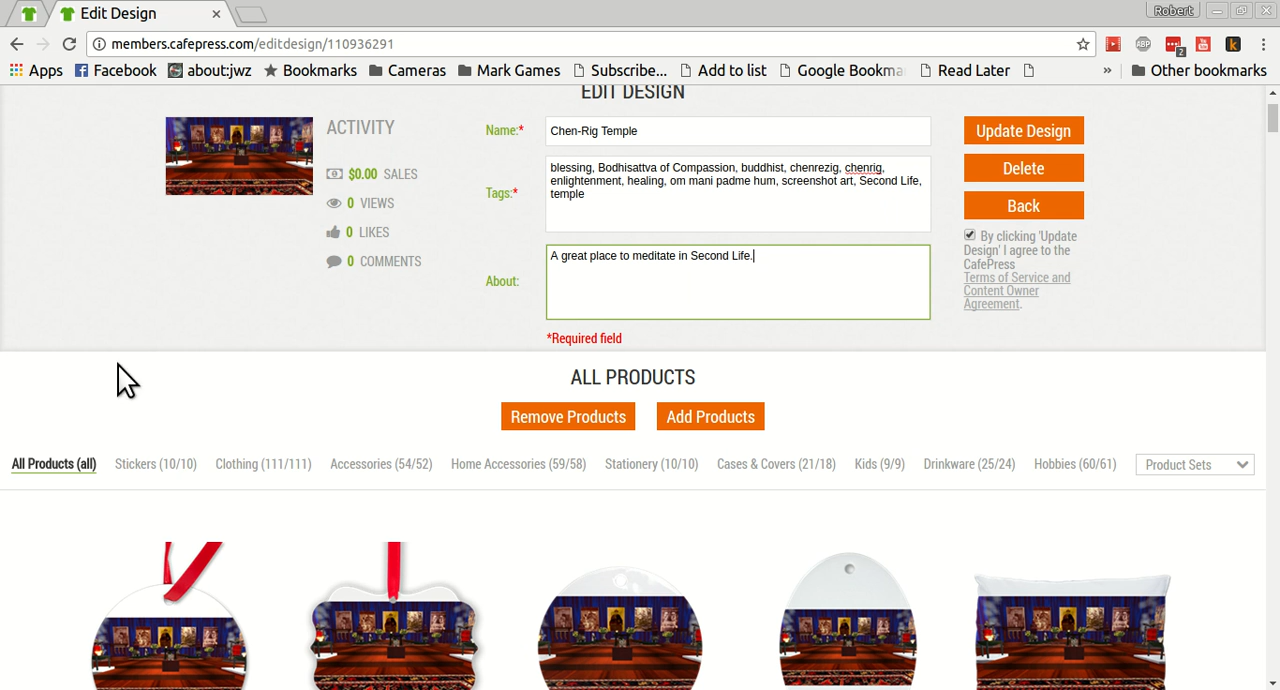 Edit Design
Robert
members.cafepress.com/editdesign/110936291
ABP
2
You
k
Apps
Facebook
about:jwz
Bookmarks
Cameras
Mark Games
Subscribe...
Add to list
Google Bookma
Read Later
»
Other bookmarks
EDIT DESIGN
ACTIVITY
$0.00 SALES
0 VIEWS
0 LIKES
0 COMMENTS
Name:*
Chen-Rig Temple
Tags:*
blessing, Bodhisattva of Compassion, buddhist, chenrezig, chenrig,
enlightenment, healing, om mani padme hum, screenshot art, Second Life,
temple
About:
A great place to meditate in Second Life.
*Required field
Update Design
Delete
Back
By clicking 'Update
Design' I agree to the
CafePress
Terms of Service and
Content Owner
Agreement.
ALL PRODUCTS
Remove Products
Add Products
All Products (all)
Stickers (10/10)
Clothing (111/111)
Accessories (54/52)
Home Accessories (59/58)
Stationery (10/10)
Cases & Covers (21/18)
Kids (9/9)
Drinkware (25/24)
Hobbies (60/61)
Product Sets